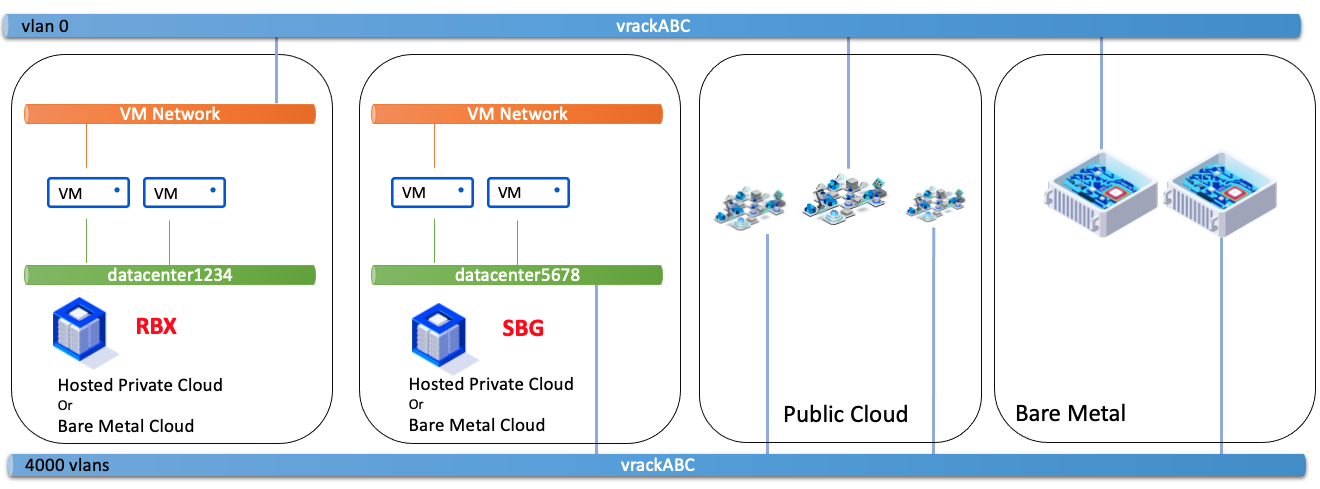 vlan 0 vrackABC
VM Network
VM VM
datacenter1234
RBX
Hosted Private Cloud
Or
Bare Metal Cloud
VM Network
VM VM
datacenter5678
SBG
Hosted Private Cloud
Or
Bare Metal Cloud
Public Cloud
Bare Metal
4000 vlans vrackABC